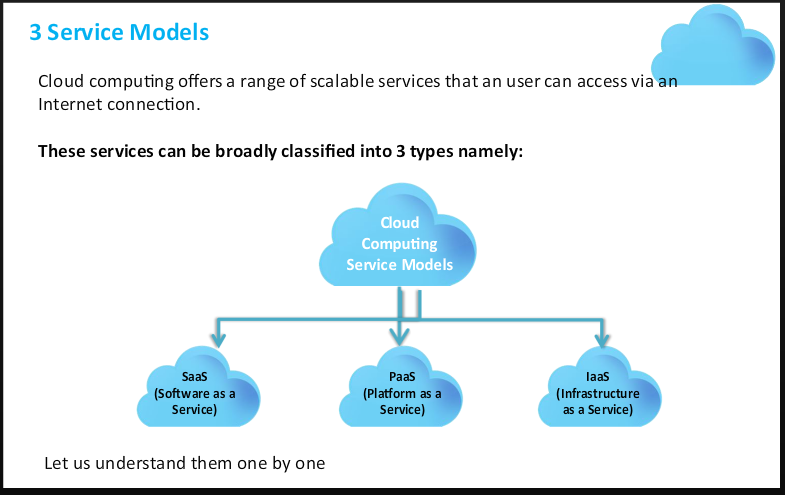 3 Service Models
Cloud computing offers a range of scalable services that an user can access via an
Internet connection.
These services can be broadly classified into 3 types namely:
Cloud
Computing
Service Models
SaaS
(Software as a
Service)
PaaS
(Platform as a
Service)
IaaS
(Infrastructure
as a Service)
Let us understand them one by one